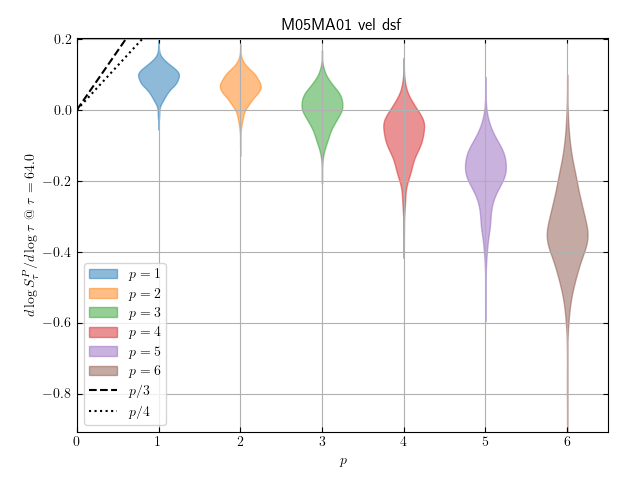 M05MA01 vel dsf
d log S_τ^P / d log τ @ τ = 64.0
0.2
0.0
−0.2
−0.4
−0.6
−0.8
p = 1
p = 2
p = 3
p = 4
p = 5
p = 6
p/3
p/4
0 1 2 3 4 5 6
p